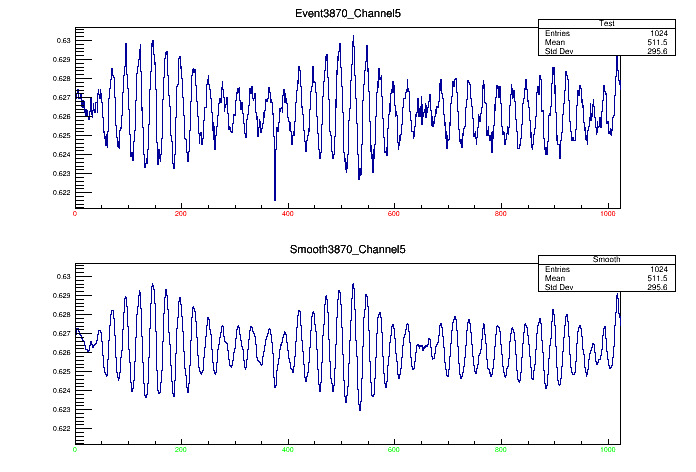 Event3870_Channel5
Test
Entries 1024
Mean 511.5
Std Dev 295.6
0.63
0.629
0.628
0.627
0.626
0.625
0.624
0.623
0.622
0 200 400 600 800 1000
Smooth3870_Channel5
Smooth
Entries 1024
Mean 511.5
Std Dev 295.6
0.63
0.629
0.628
0.627
0.626
0.625
0.624
0.623
0.622
0 200 400 600 800 1000